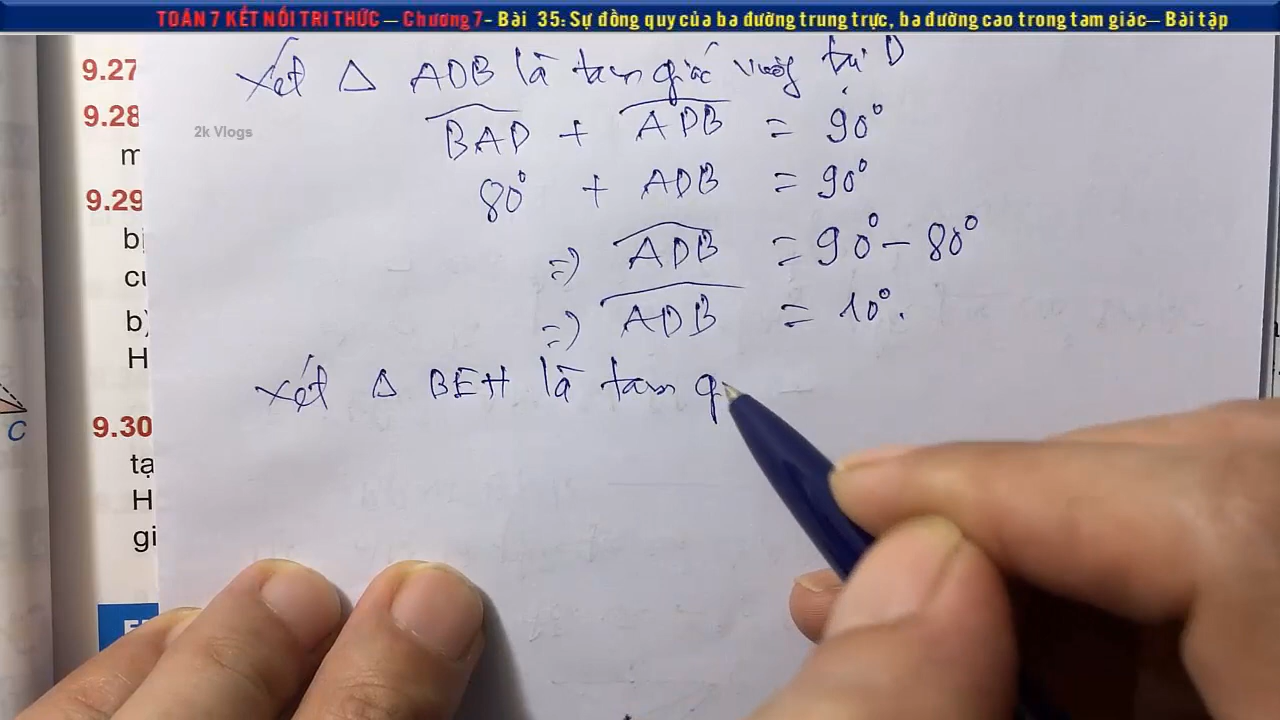 TOÁN 7 KẾT NỐI TRI THỨC – Chương 7 - Bài 35: Sự đồng quy của ba đường trung trực, ba đường cao trong tam giác – Bài tập
Xét Δ ADB là tam giác vuông tại D
9.27
9.28
2k Vlogs
BAD + ADB = 90°
m
80° + ADB = 90°
9.29
b
=) ADB = 90° – 80°
=) ADB = 10°.
b)
H
Xét Δ BEH là tam g
C
9.30
tạ
H
gi